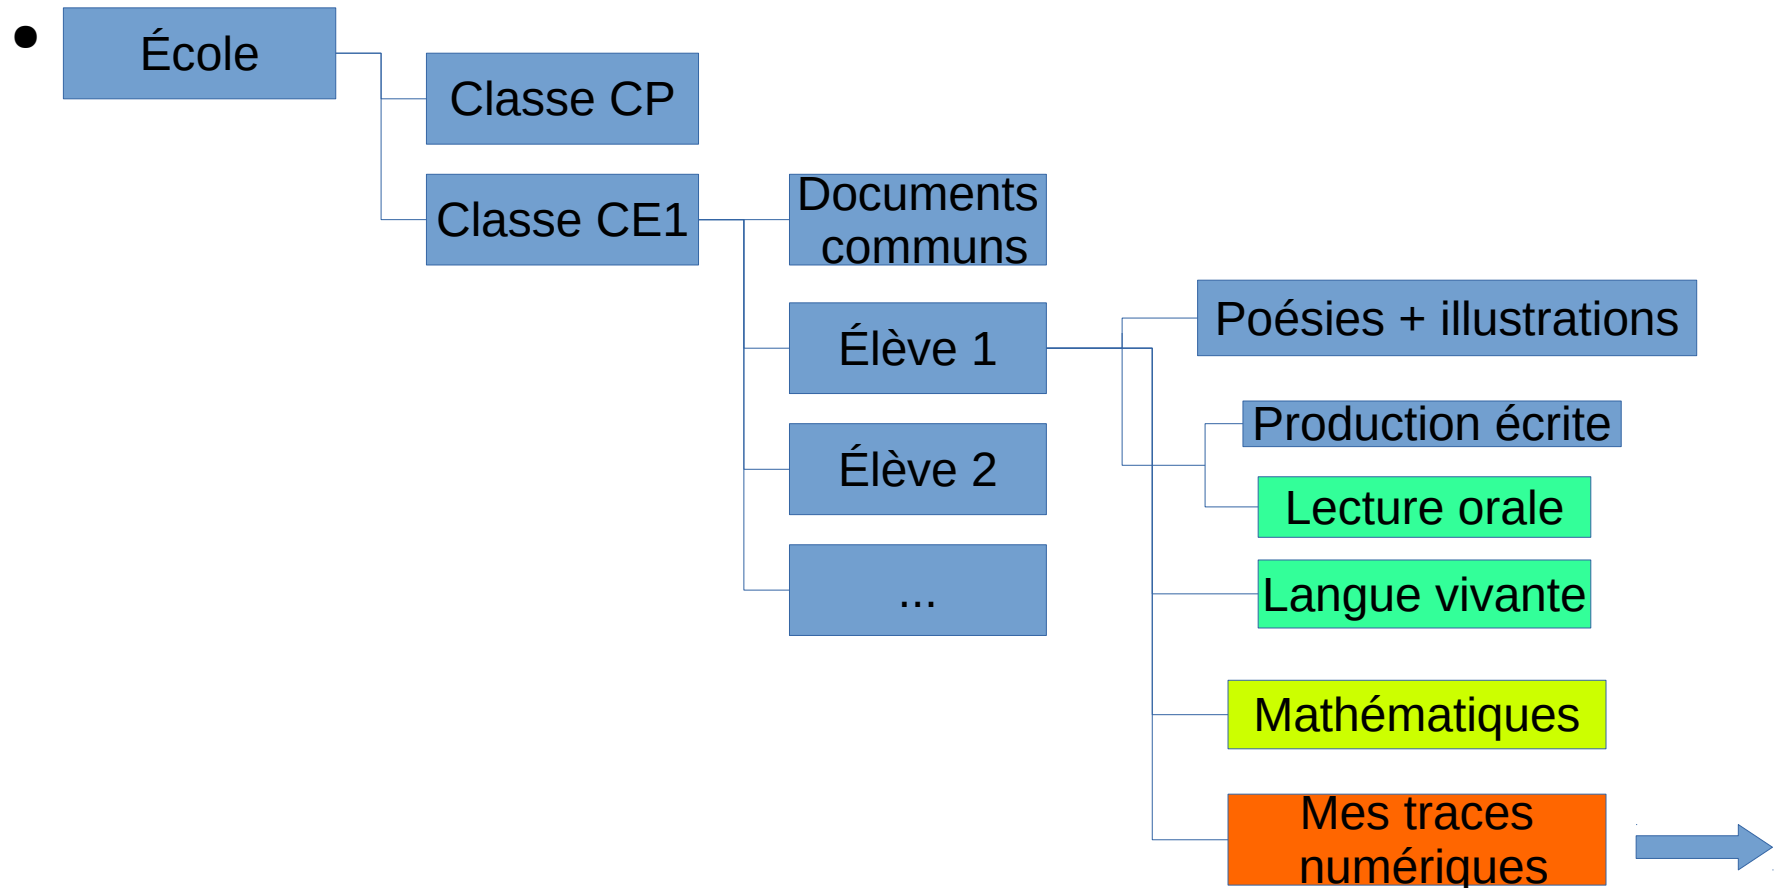 École
Classe CP
Classe CE1
Documents
communs
Élève 1
Élève 2
...
Poésies + illustrations
Production écrite
Lecture orale
Langue vivante
Mathématiques
Mes traces
numériques